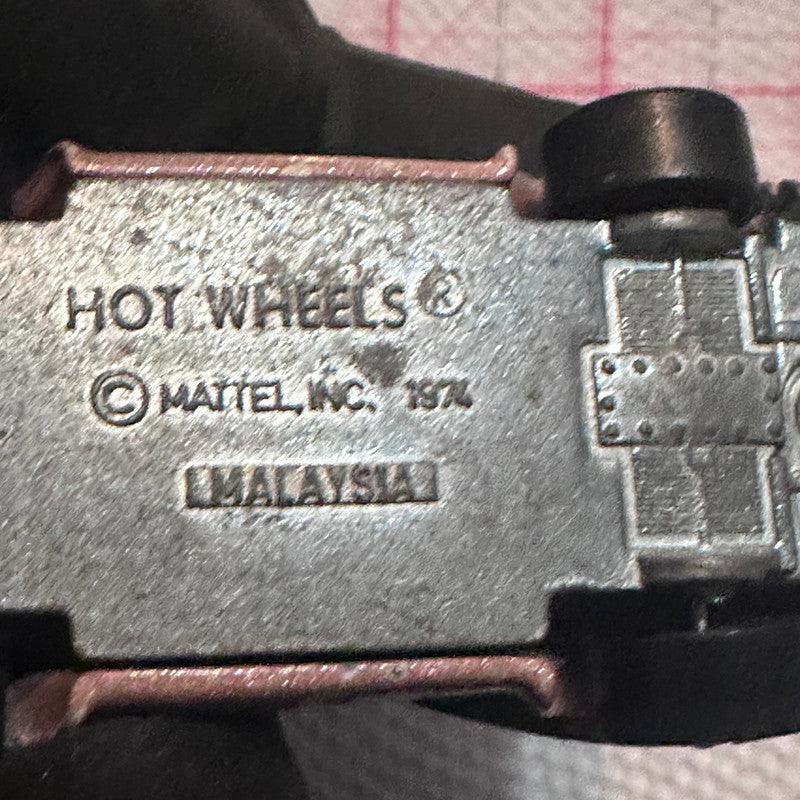 HOT WHEELS®
© MATTEL, INC. 1974
MALAYSIA